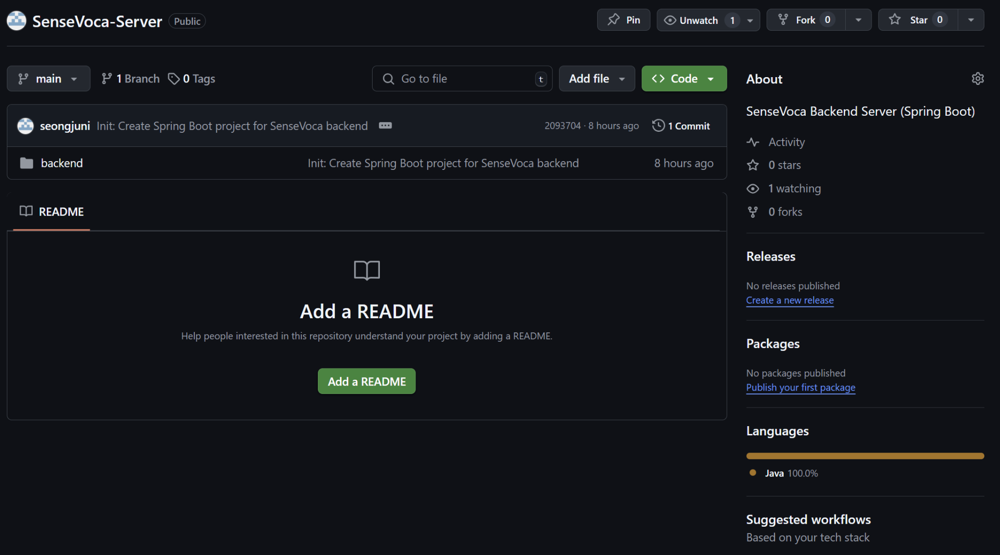 SenseVoca-Server Public Pin Unwatch 1 Fork 0 Star 0
main 1 Branch 0 Tags Go to file t Add file Code
seongjuni Init: Create Spring Boot project for SenseVoca backend 2093704 · 8 hours ago 1 Commit
backend Init: Create Spring Boot project for SenseVoca backend 8 hours ago
README
Add a README
Help people interested in this repository understand your project by adding a README.
Add a README
About
SenseVoca Backend Server (Spring Boot)
Activity
0 stars
1 watching
0 forks
Releases
No releases published
Create a new release
Packages
No packages published
Publish your first package
Languages
Java 100.0%
Suggested workflows
Based on your tech stack